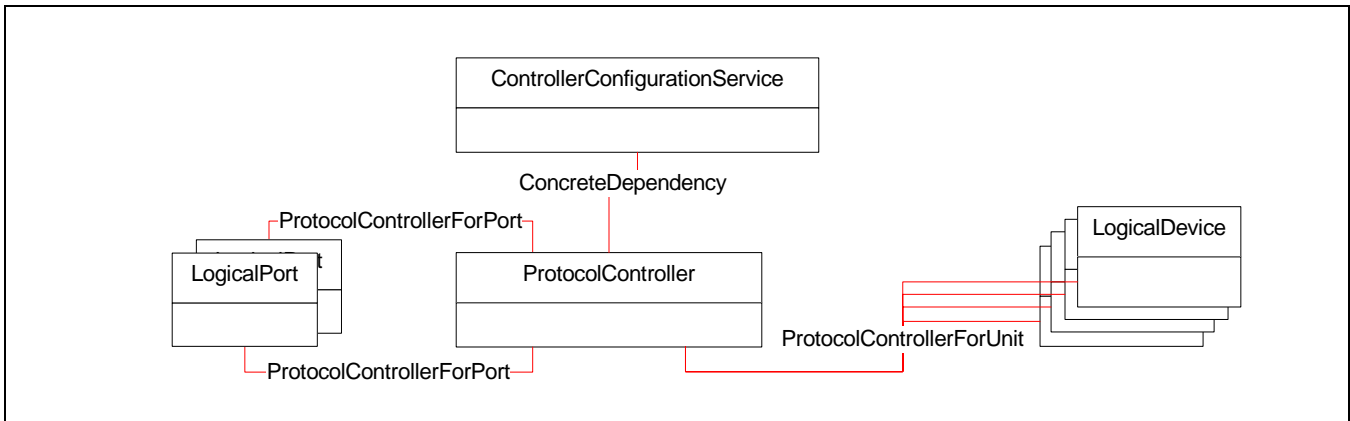 ControllerConfigurationService
ConcreteDependency
ProtocolControllerForPort
LogicalDevice
LogicalPort
ProtocolController
ProtocolControllerForUnit
ProtocolControllerForPort